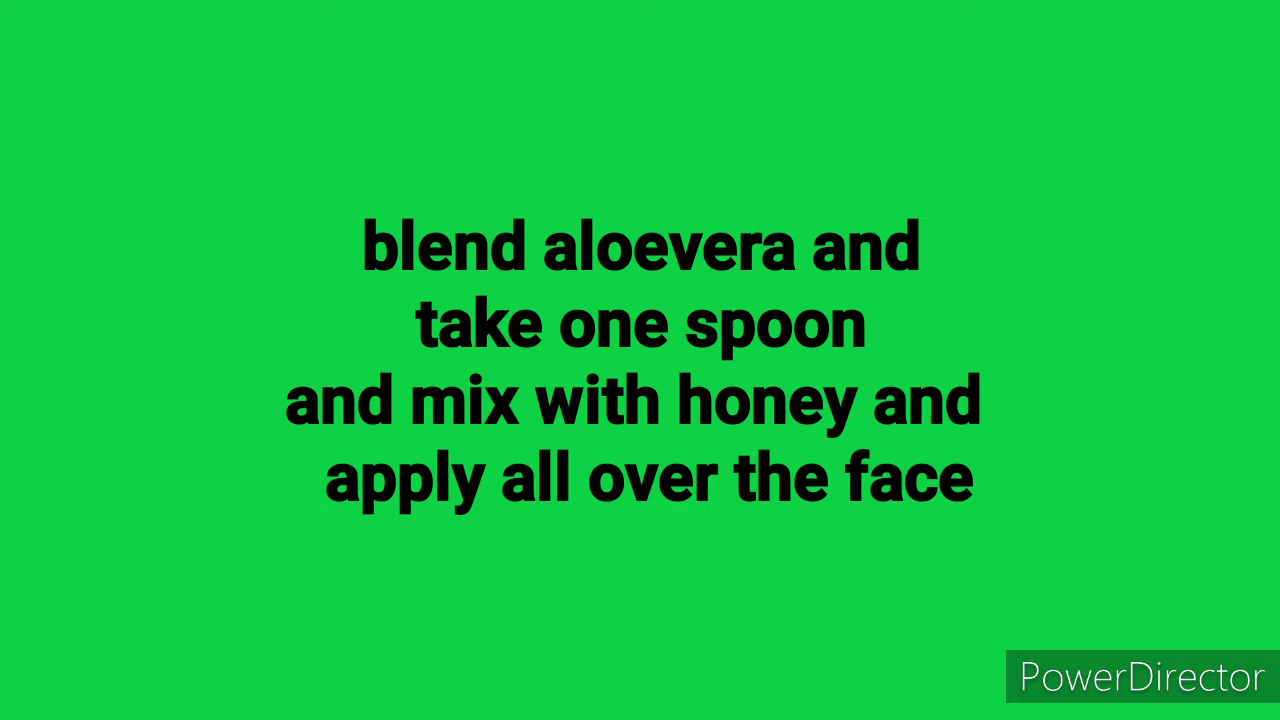 blend aloevera and
take one spoon
and mix with honey and
apply all over the face
PowerDirector